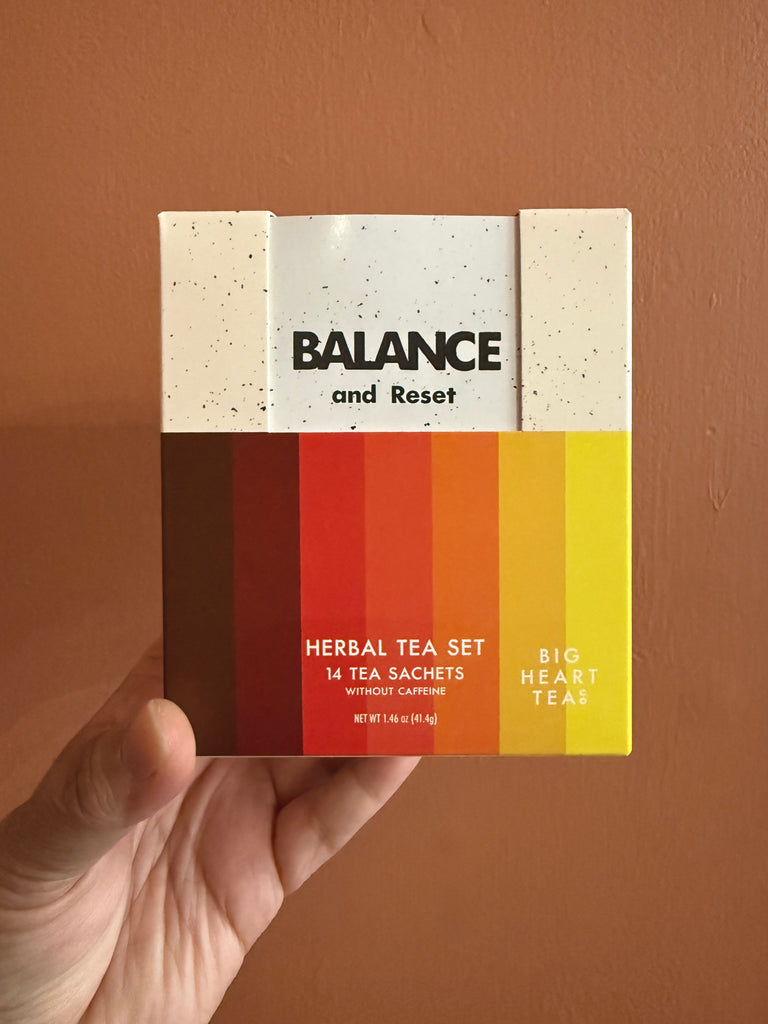 BALANCE
and Reset
HERBAL TEA SET
14 TEA SACHETS
WITHOUT CAFFEINE
NET WT 1.46 oz (41.4g)
BIG
HEART
TEA CO